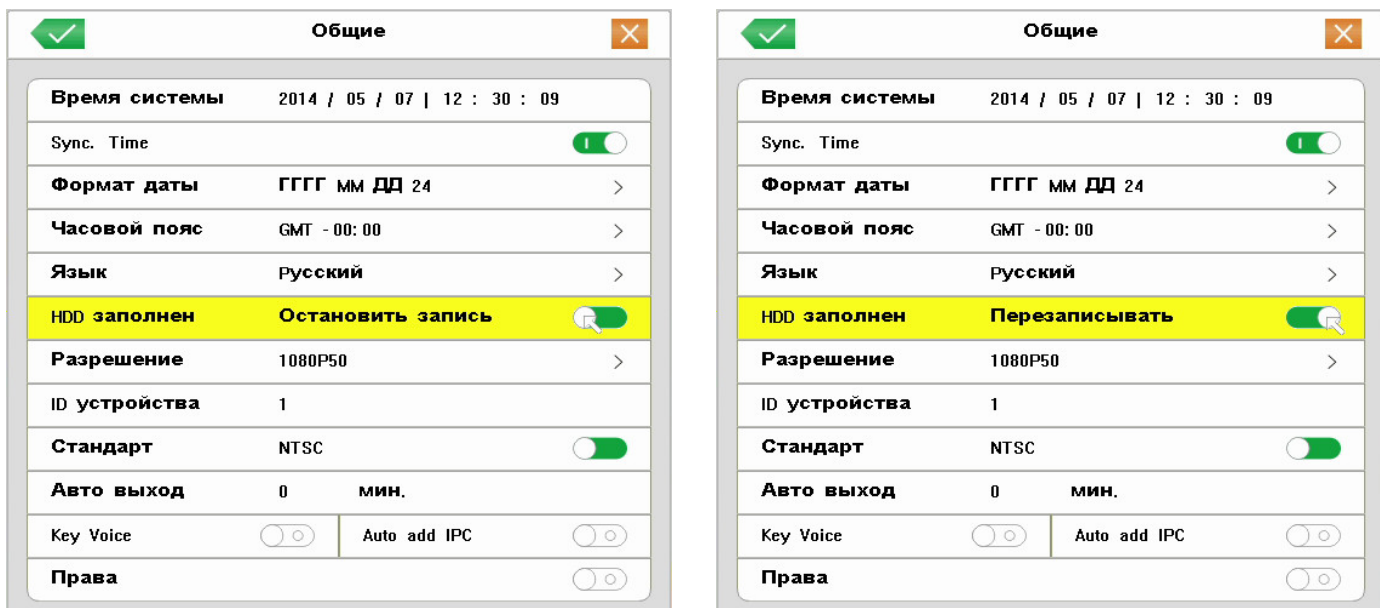 Общие
Время системы 2014 / 05 / 07 | 12 : 30 : 09
Sync. Time
Формат даты ГГГГ ММ ДД 24
Часовой пояс GMT - 00:00
Язык Русский
HDD заполнен Остановить запись
Разрешение 1080P50
ID устройства 1
Стандарт NTSC
Авто выход 0 мин.
Key Voice Auto add IPC
Права
Общие
Время системы 2014 / 05 / 07 | 12 : 30 : 09
Sync. Time
Формат даты ГГГГ ММ ДД 24
Часовой пояс GMT - 00:00
Язык Русский
HDD заполнен Перезаписывать
Разрешение 1080P50
ID устройства 1
Стандарт NTSC
Авто выход 0 мин.
Key Voice Auto add IPC
Права